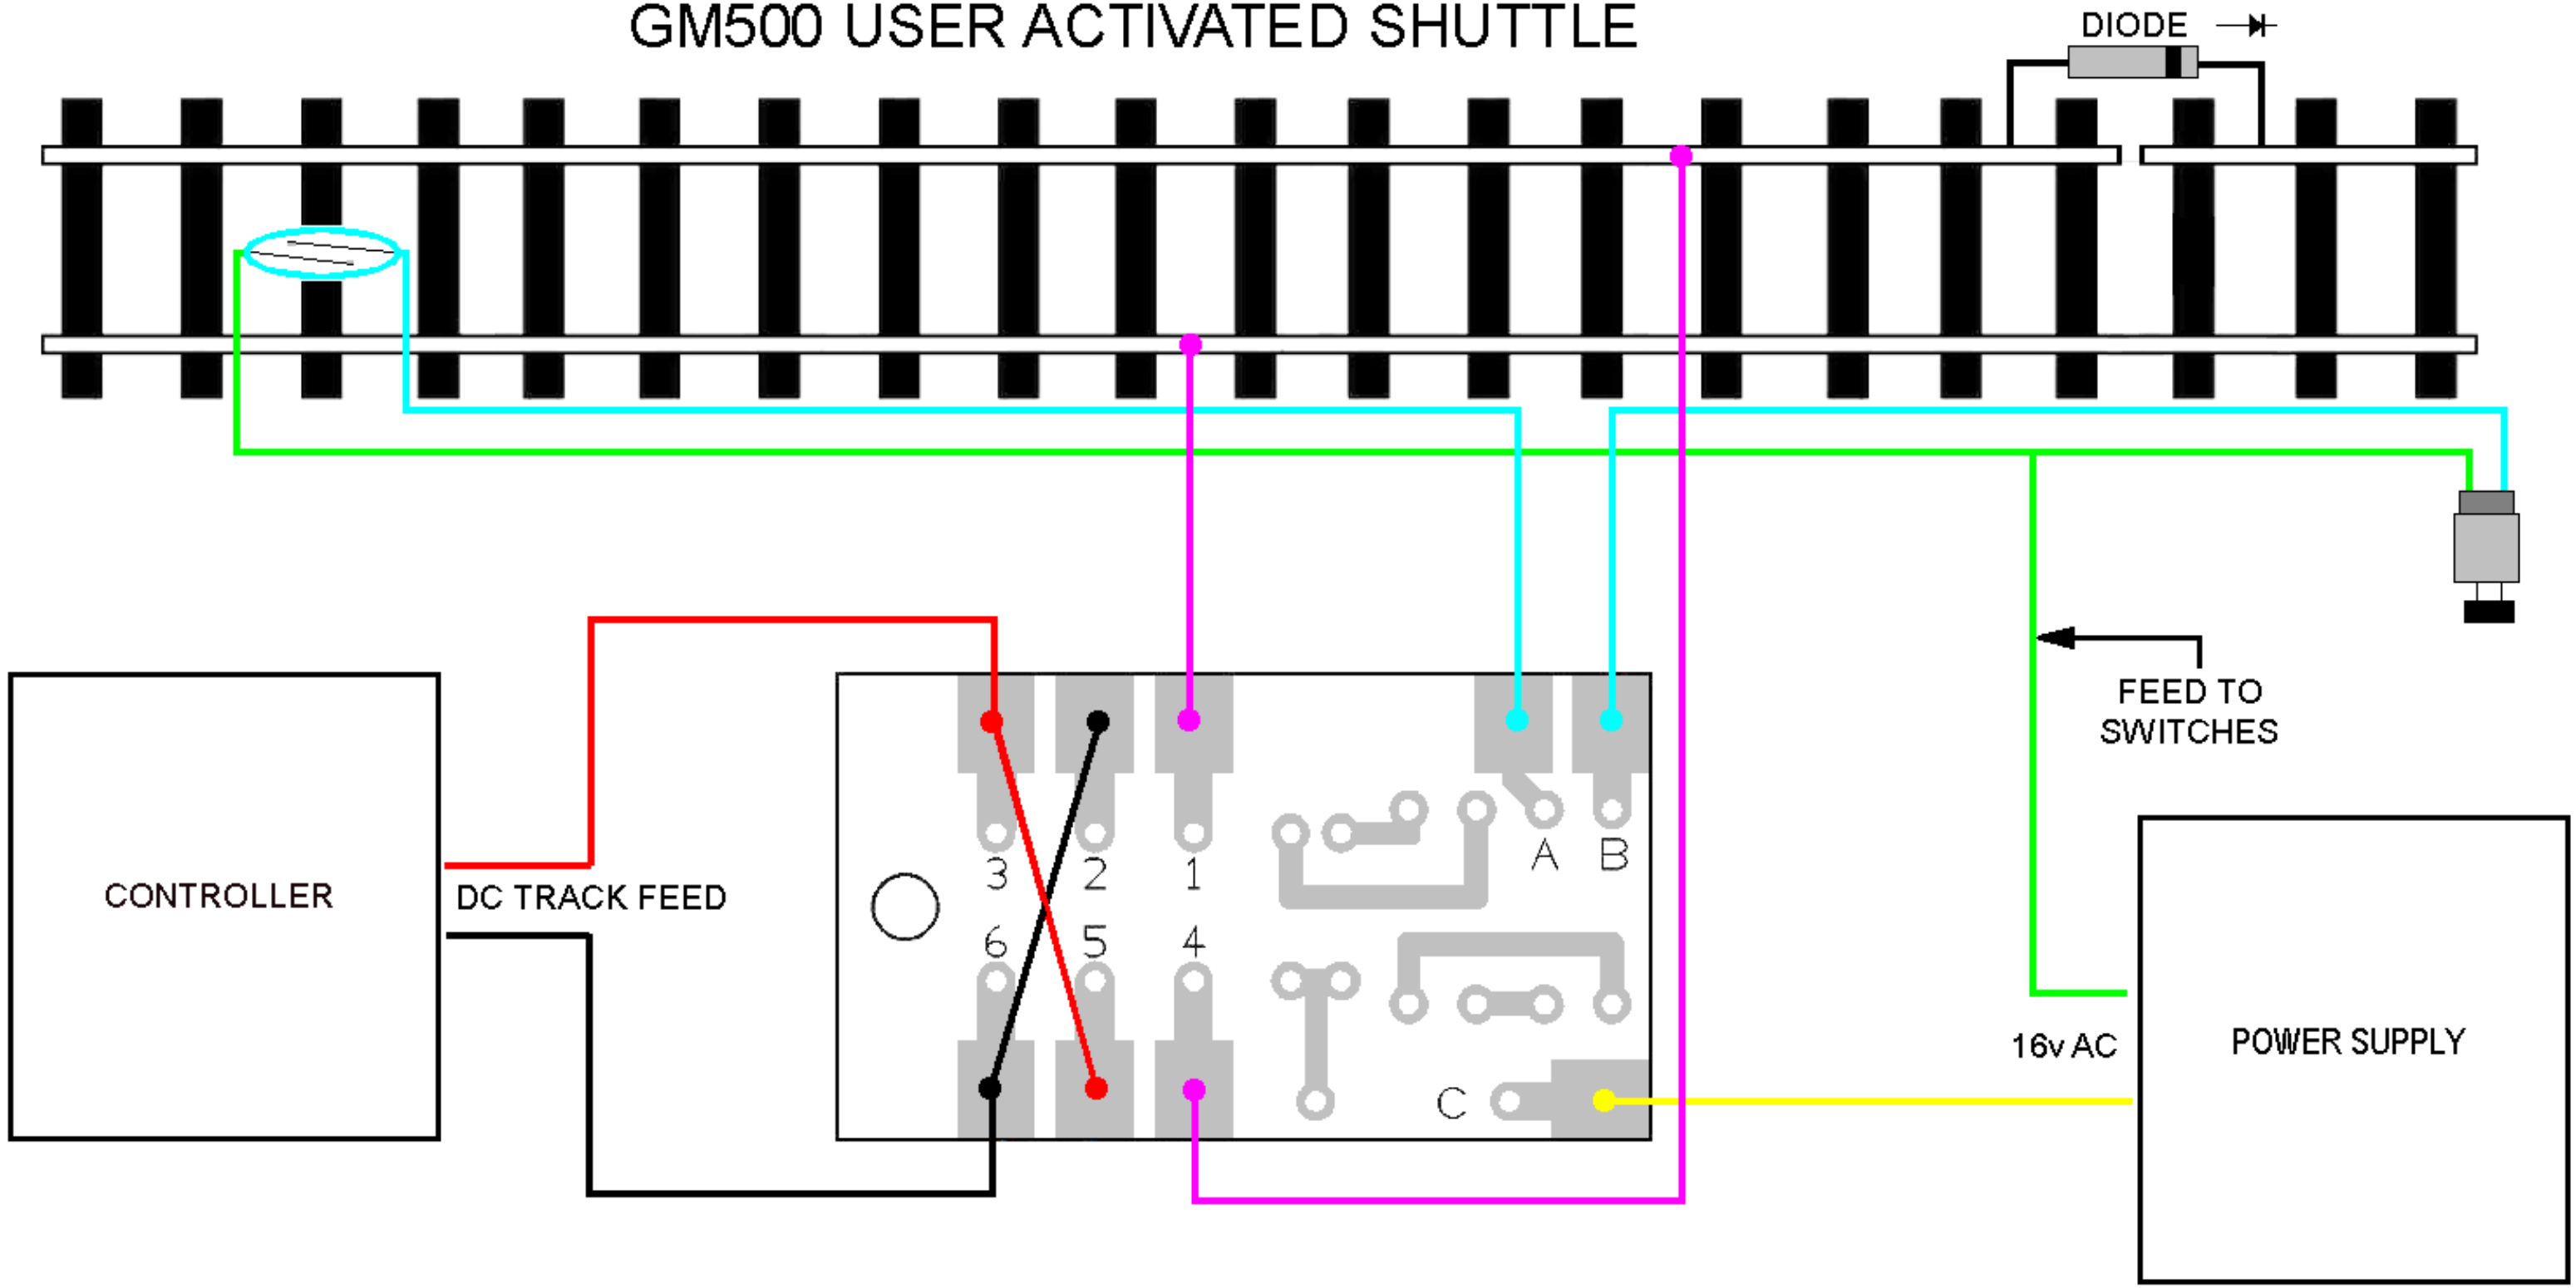 GM500 USER ACTIVATED SHUTTLE
DIODE
FEED TO
SWITCHES
CONTROLLER
DC TRACK FEED
3 2 1
A B
6 5 4
C
16v AC
POWER SUPPLY